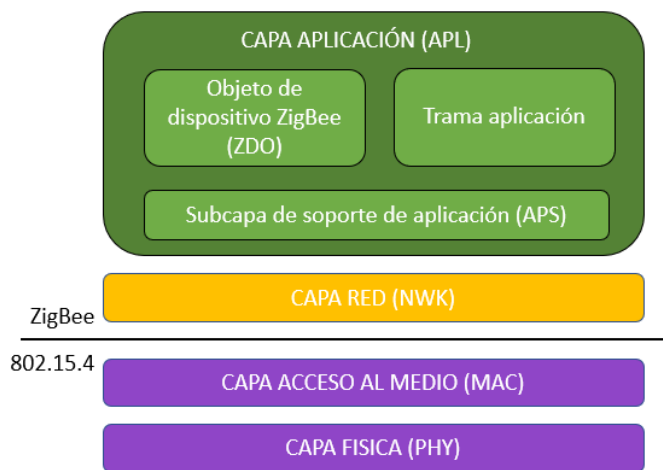 CAPA APLICACIÓN (APL)
Objeto de
dispositivo ZigBee
(ZDO)
Trama aplicación
Subcapa de soporte de aplicación (APS)
CAPA RED (NWK)
ZigBee
802.15.4
CAPA ACCESO AL MEDIO (MAC)
CAPA FISICA (PHY)